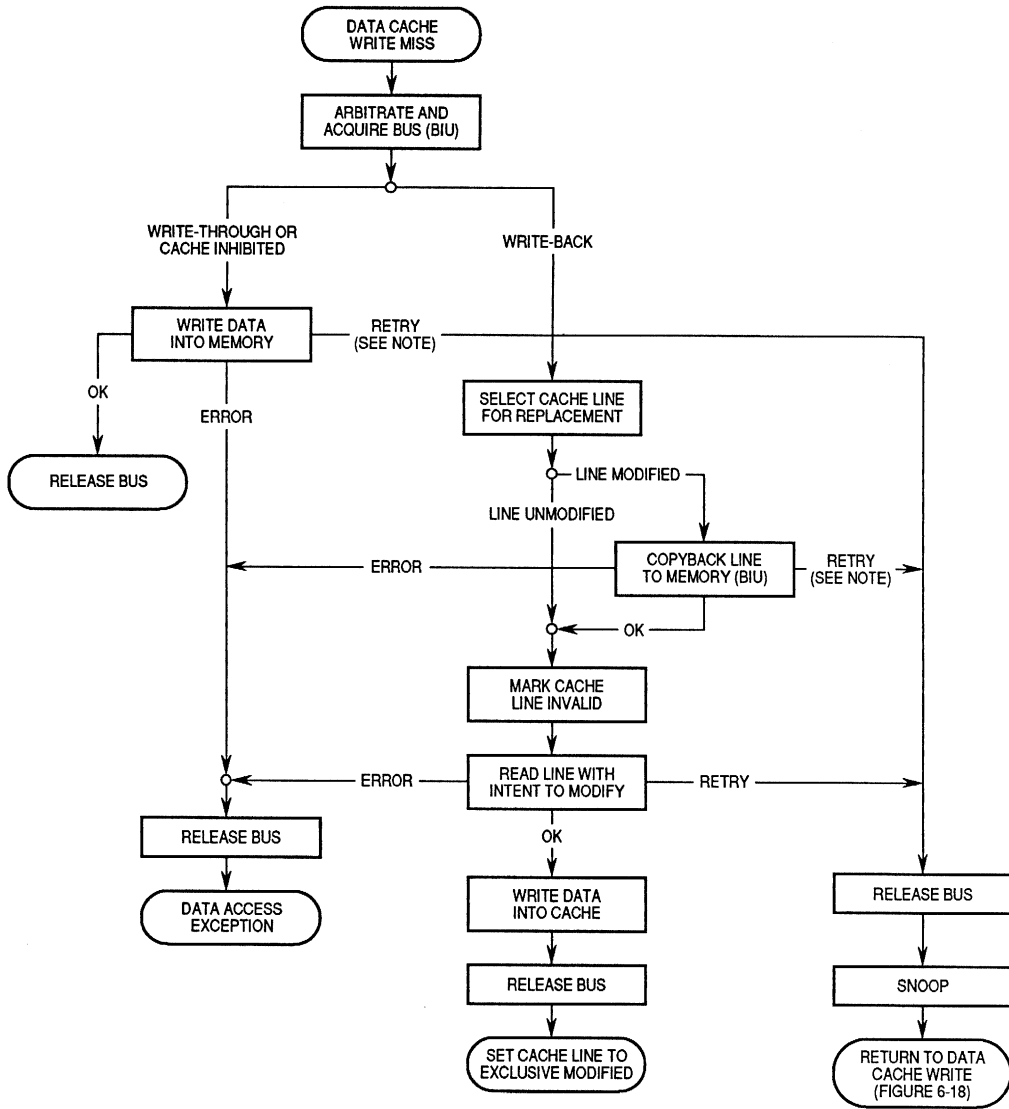 DATA CACHE
WRITE MISS
ARBITRATE AND
ACQUIRE BUS (BIU)
WRITE-THROUGH OR
CACHE INHIBITED
WRITE-BACK
WRITE DATA
INTO MEMORY
RETRY
(SEE NOTE)
OK
ERROR
SELECT CACHE LINE
FOR REPLACEMENT
RELEASE BUS
LINE MODIFIED
LINE UNMODIFIED
ERROR
COPYBACK LINE
TO MEMORY (BIU)
RETRY
(SEE NOTE)
OK
MARK CACHE
LINE INVALID
ERROR
READ LINE WITH
INTENT TO MODIFY
RETRY
RELEASE BUS
OK
DATA ACCESS
EXCEPTION
WRITE DATA
INTO CACHE
RELEASE BUS
RELEASE BUS
SNOOP
SET CACHE LINE TO
EXCLUSIVE MODIFIED
RETURN TO DATA
CACHE WRITE
(FIGURE 6-18)